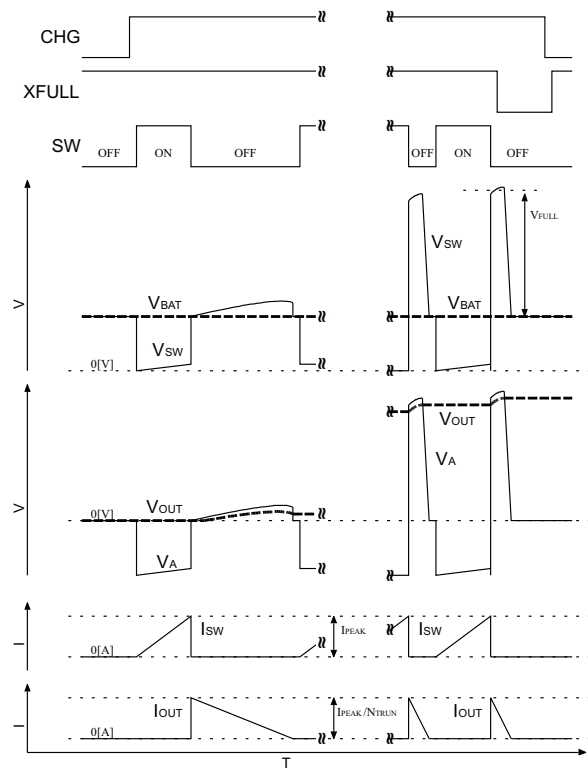 CHG
XFULL
SW
OFF ON OFF OFF ON OFF
VFULL
VSW
V
VBAT VBAT
VSW
0[V]
VOUT
VA
V
VOUT
0[V]
VA
I
ISW IPEAK ISW
0[A]
I
IOUT IPEAK/NTRUN IOUT
0[A]
T